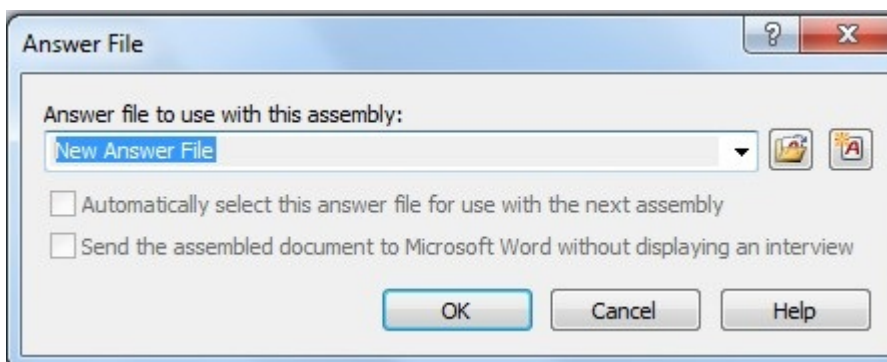 Answer File
Answer file to use with this assembly:
New Answer File
Automatically select this answer file for use with the next assembly
Send the assembled document to Microsoft Word without displaying an interview
OK Cancel Help